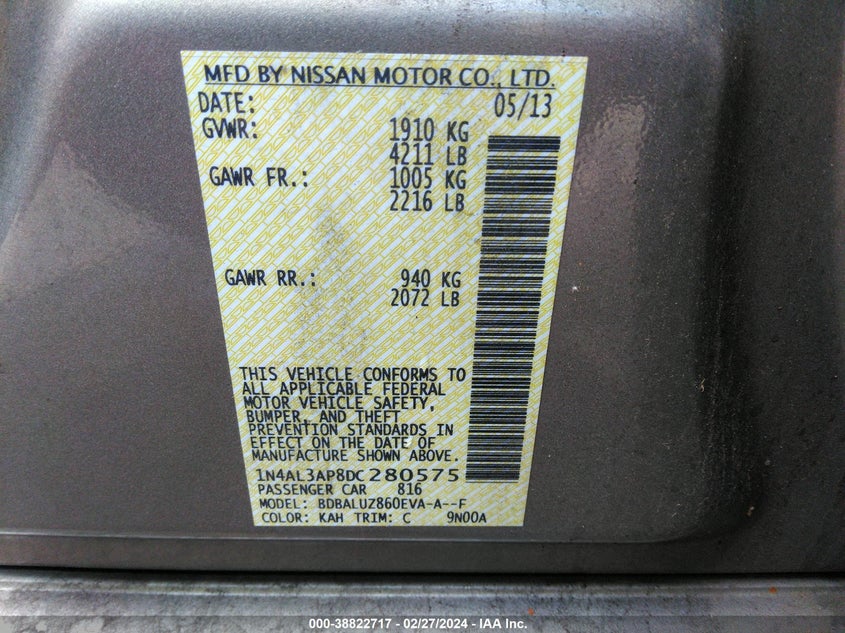 MFD BY NISSAN MOTOR CO., LTD.
DATE: 05/13
GVWR: 1910 KG
4211 LB
GAWR FR.: 1005 KG
2216 LB
GAWR RR.: 940 KG
2072 LB
THIS VEHICLE CONFORMS TO
ALL APPLICABLE FEDERAL
MOTOR VEHICLE SAFETY,
BUMPER, AND THEFT
PREVENTION STANDARDS IN
EFFECT ON THE DATE OF
MANUFACTURE SHOWN ABOVE.
1N4AL3AP8DC280575
PASSENGER CAR 816
MODEL: BDBALUZ860EVA-A--F
COLOR: KAH TRIM: C 9N00A
000-38822717 - 02/27/2024 - IAA Inc.